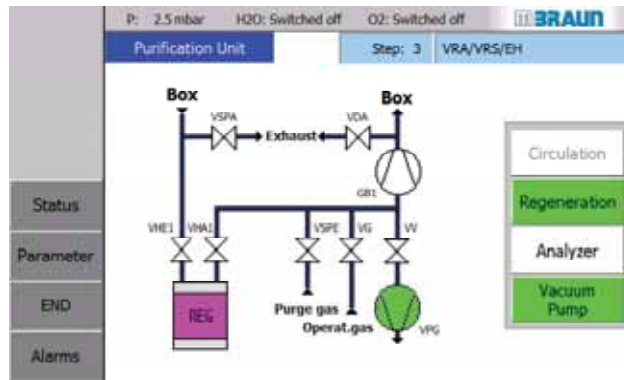 P: 2.5 mbar H2O: Switched off O2: Switched off MBRAUN
Purification Unit Step: 3 VRA/VRS/EH
Box Box
VSPA VDA
Exhaust
Circulation
GB1
Status Regeneration
VHE1 VHA1 VSPE VG VV
Parameter Analyzer
END REG Purge gas Vacuum
Operat.gas VPG Pump
Alarms